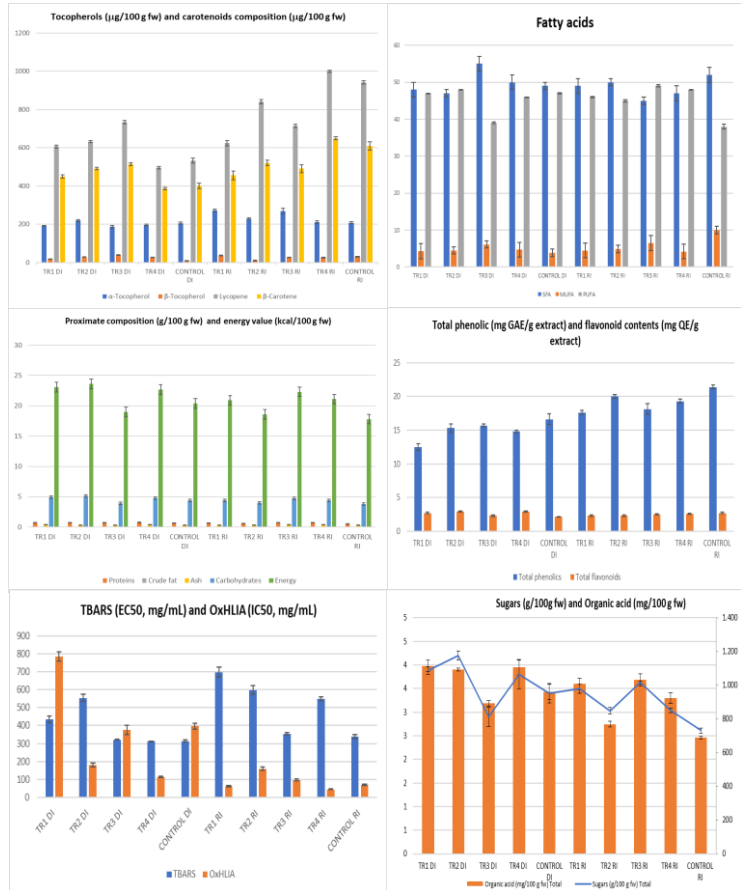 Tocopherols (µg/100 g fw) and carotenoids composition (µg/100 g fw)
1200
1000
800
600
400
200
0
TR1 DI TR2 DI TR3 DI TR4 DI CONTROL DI TR1 RI TR2 RI TR3 RI TR4 RI CONTROL RI
α-Tocopherol β-Tocopherol Lycopene β-Carotene
Fatty acids
60
50
40
30
20
10
0
TR1 DI TR2 DI TR3 DI TR4 DI CONTROL DI TR1 RI TR2 RI TR3 RI TR4 RI CONTROL RI
SFA MUFA PUFA
Proximate composition (g/100 g fw) and energy value (kcal/100 g fw)
30
25
20
15
10
5
0
TR1 DI TR2 DI TR3 DI TR4 DI CONTROL DI TR1 RI TR2 RI TR3 RI TR4 RI CONTROL RI
Proteins Crude fat Ash Carbohydrates Energy
Total phenolic (mg GAE/g extract) and flavonoid contents (mg QE/g
extract)
25
20
15
10
5
0
TR1 DI TR2 DI TR3 DI TR4 DI CONTROL DI TR1 RI TR2 RI TR3 RI TR4 RI CONTROL RI
Total phenolics Total flavonoids
TBARS (EC50, mg/mL) and OxHLIA (IC50, mg/mL)
900
800
700
600
500
400
300
200
100
0
TR1 DI TR2 DI TR3 DI TR4 DI CONTROL DI TR1 RI TR2 RI TR3 RI TR4 RI CONTROL RI
TBARS OxHLIA
Sugars (g/100g fw) and Organic acid (mg/100 g fw)
5 1.400
5 1.200
4 1.000
4 800
3 600
3 400
2 200
2 0
1
1
0
TR1 DI TR2 DI TR3 DI TR4 DI CONTROL DI TR1 RI TR2 RI TR3 RI TR4 RI CONTROL RI
Organic acid (mg/100 g fw) Total Sugars (g/100 g fw) Total